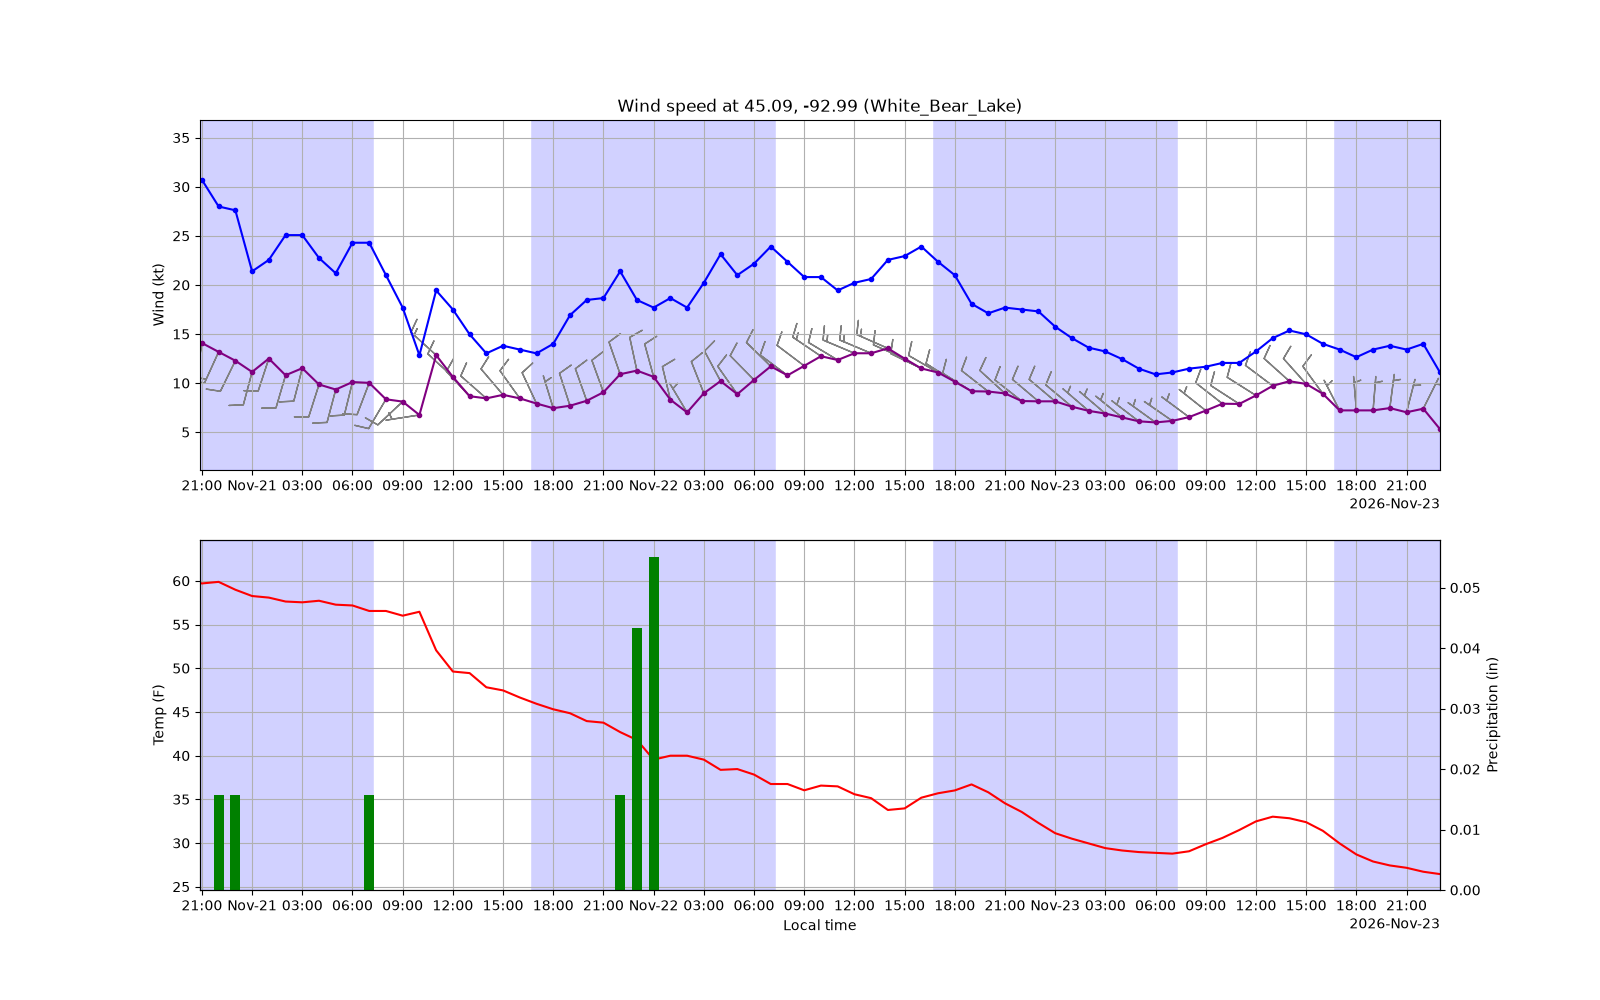 Wind speed at 45.09, -92.99 (White_Bear_Lake)
35
30
25
20
15
10
5
Wind (kt)
21:00 Nov-21 03:00 06:00 09:00 12:00 15:00 18:00 21:00 Nov-22 03:00 06:00 09:00 12:00 15:00 18:00 21:00 Nov-23 03:00 06:00 09:00 12:00 15:00 18:00 21:00
2026-Nov-23
60
55
50
45
40
35
30
25
Temp (F)
0.05
0.04
0.03
0.02
0.01
0.00
Precipitation (in)
21:00 Nov-21 03:00 06:00 09:00 12:00 15:00 18:00 21:00 Nov-22 03:00 06:00 09:00 12:00 15:00 18:00 21:00 Nov-23 03:00 06:00 09:00 12:00 15:00 18:00 21:00
Local time
2026-Nov-23